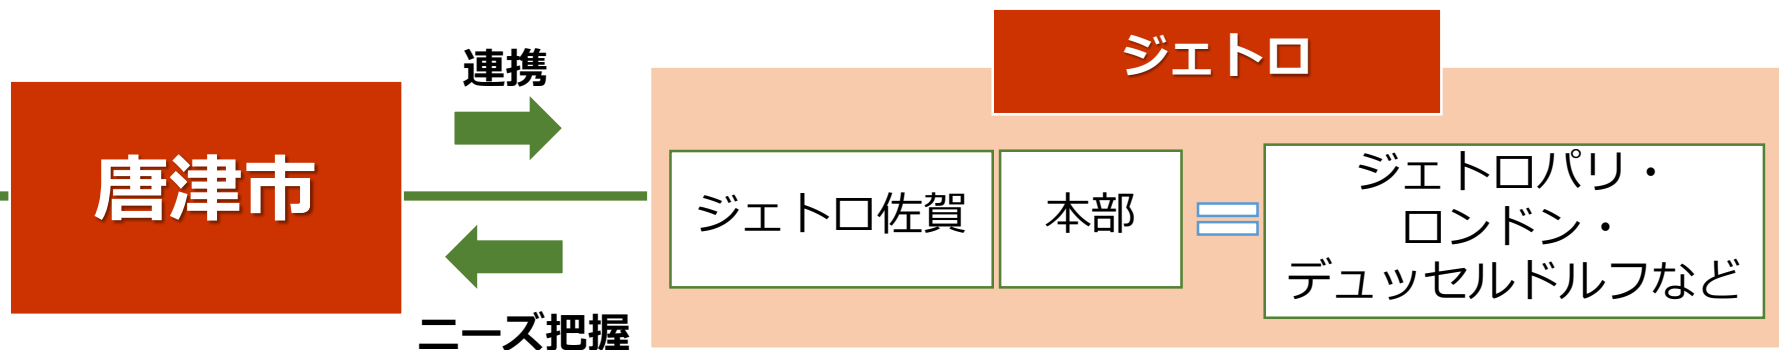 ジェトロ
連携
唐津市
ジェトロ佐賀
本部
ジェトロパリ・
ロンドン・
デュッセルドルフなど
ニーズ把握